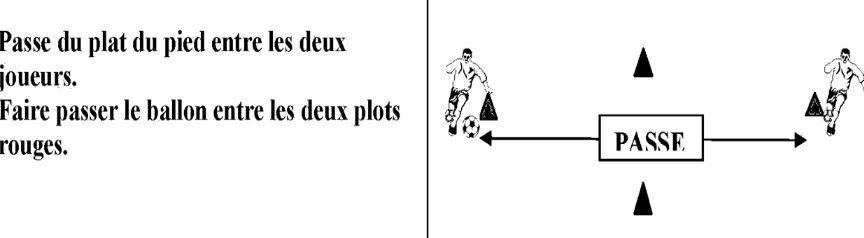 Passe du plat du pied entre les deux
joueurs.
Faire passer le ballon entre les deux plots
rouges.
PASSE